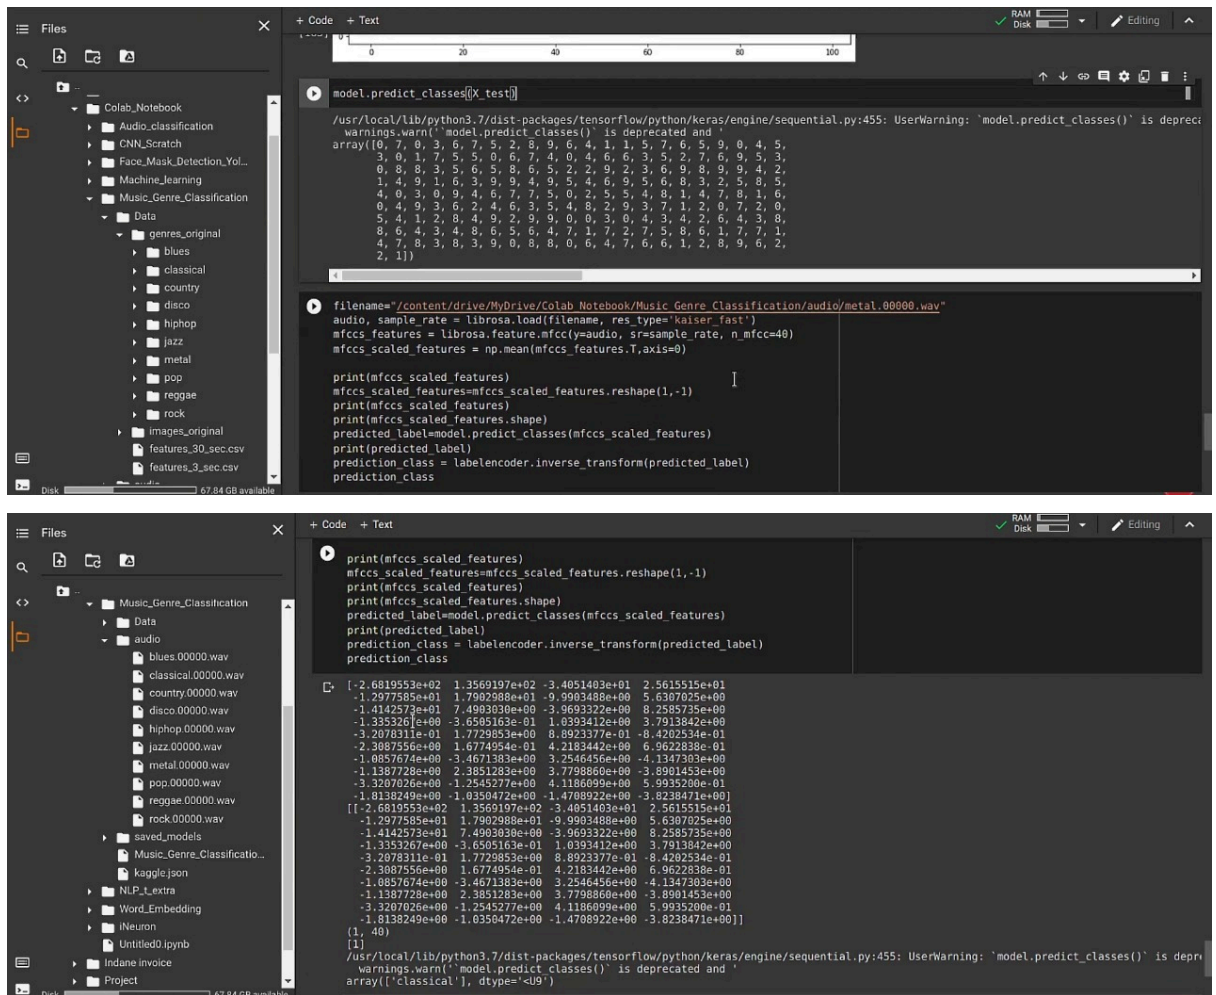 Files
+ Code + Text
RAM
Disk
Editing
..
Colab_Notebook
Audio_classification
CNN_Scratch
Face_Mask_Detection_Yol...
Machine_learning
Music_Genre_Classification
Data
genres_original
blues
classical
country
disco
hiphop
jazz
metal
pop
reggae
rock
images_original
features_30_sec.csv
features_3_sec.csv
Disk 67.84 GB available
0 20 40 60 80 100
model.predict_classes(X_test)
/usr/local/lib/python3.7/dist-packages/tensorflow/python/keras/engine/sequential.py:455: UserWarning: `model.predict_classes()` is depreca
warnings.warn('`model.predict_classes()` is deprecated and '
array([0, 7, 0, 3, 6, 7, 5, 2, 8, 9, 6, 4, 1, 1, 5, 7, 6, 5, 9, 0, 4, 5,
3, 0, 1, 7, 5, 5, 0, 6, 7, 4, 0, 4, 6, 6, 3, 5, 2, 7, 6, 9, 5, 3,
0, 8, 8, 3, 5, 6, 5, 8, 6, 5, 2, 2, 9, 2, 3, 6, 9, 8, 9, 9, 4, 2,
1, 4, 9, 1, 6, 3, 9, 9, 4, 9, 5, 4, 6, 9, 5, 6, 8, 3, 2, 5, 8, 5,
4, 0, 3, 0, 9, 4, 6, 7, 7, 5, 0, 2, 5, 5, 4, 8, 1, 4, 7, 8, 1, 6,
0, 4, 9, 3, 6, 2, 4, 6, 3, 5, 4, 8, 2, 9, 3, 7, 1, 2, 0, 7, 2, 0,
5, 4, 1, 2, 8, 4, 9, 2, 9, 9, 0, 0, 3, 0, 4, 3, 4, 2, 6, 4, 3, 8,
8, 6, 4, 3, 4, 8, 6, 5, 6, 4, 7, 1, 7, 2, 7, 5, 8, 6, 1, 7, 7, 1,
4, 7, 8, 3, 8, 3, 9, 0, 8, 8, 0, 6, 4, 7, 6, 6, 1, 2, 8, 9, 6, 2,
2, 1])
filename="/content/drive/MyDrive/Colab_Notebook/Music_Genre_Classification/audio/metal.00000.wav"
audio, sample_rate = librosa.load(filename, res_type='kaiser_fast')
mfccs_features = librosa.feature.mfcc(y=audio, sr=sample_rate, n_mfcc=40)
mfccs_scaled_features = np.mean(mfccs_features.T,axis=0)
print(mfccs_scaled_features)
mfccs_scaled_features=mfccs_scaled_features.reshape(1,-1)
print(mfccs_scaled_features)
print(mfccs_scaled_features.shape)
predicted_label=model.predict_classes(mfccs_scaled_features)
print(predicted_label)
prediction_class = labelencoder.inverse_transform(predicted_label)
prediction_class
Files
+ Code + Text
RAM
Disk
Editing
..
Music_Genre_Classification
Data
audio
blues.00000.wav
classical.00000.wav
country.00000.wav
disco.00000.wav
hiphop.00000.wav
jazz.00000.wav
metal.00000.wav
pop.00000.wav
reggae.00000.wav
rock.00000.wav
saved_models
Music_Genre_Classificatio...
kaggle.json
NLP_t_extra
Word_Embedding
iNeuron
Untitled0.ipynb
Indane invoice
Project
print(mfccs_scaled_features)
mfccs_scaled_features=mfccs_scaled_features.reshape(1,-1)
print(mfccs_scaled_features)
print(mfccs_scaled_features.shape)
predicted_label=model.predict_classes(mfccs_scaled_features)
print(predicted_label)
prediction_class = labelencoder.inverse_transform(predicted_label)
prediction_class
[-2.6819553e+02 1.3569197e+02 -3.4051403e+01 2.5615515e+01
-1.2977585e+01 1.7902988e+01 -9.9903488e+00 5.6307025e+00
-1.4142573e+01 7.4903030e+00 -3.9693322e+00 8.2585735e+00
-1.3353267e+00 -3.6505163e-01 1.0393412e+00 3.7913842e+00
-3.2078311e-01 1.7729853e+00 8.8923377e-01 -8.4202534e-01
-2.3087556e+00 1.6774954e-01 4.2183442e+00 6.9622838e-01
-1.0857674e+00 -3.4671383e+00 3.2546456e+00 -4.1347303e+00
-1.1387728e+00 2.3851283e+00 3.7798860e+00 -3.8901453e+00
-3.3207026e+00 -1.2545277e+00 4.1186099e+00 5.9935200e-01
-1.8138249e+00 -1.0350472e+00 -1.4708922e+00 -3.8238471e+00]
[[-2.6819553e+02 1.3569197e+02 -3.4051403e+01 2.5615515e+01
-1.2977585e+01 1.7902988e+01 -9.9903488e+00 5.6307025e+00
-1.4142573e+01 7.4903030e+00 -3.9693322e+00 8.2585735e+00
-1.3353267e+00 -3.6505163e-01 1.0393412e+00 3.7913842e+00
-3.2078311e-01 1.7729853e+00 8.8923377e-01 -8.4202534e-01
-2.3087556e+00 1.6774954e-01 4.2183442e+00 6.9622838e-01
-1.0857674e+00 -3.4671383e+00 3.2546456e+00 -4.1347303e+00
-1.1387728e+00 2.3851283e+00 3.7798860e+00 -3.8901453e+00
-3.3207026e+00 -1.2545277e+00 4.1186099e+00 5.9935200e-01
-1.8138249e+00 -1.0350472e+00 -1.4708922e+00 -3.8238471e+00]]
(1, 40)
[1]
/usr/local/lib/python3.7/dist-packages/tensorflow/python/keras/engine/sequential.py:455: UserWarning: `model.predict_classes()` is depre
warnings.warn('`model.predict_classes()` is deprecated and '
array(['classical'], dtype='<U9')